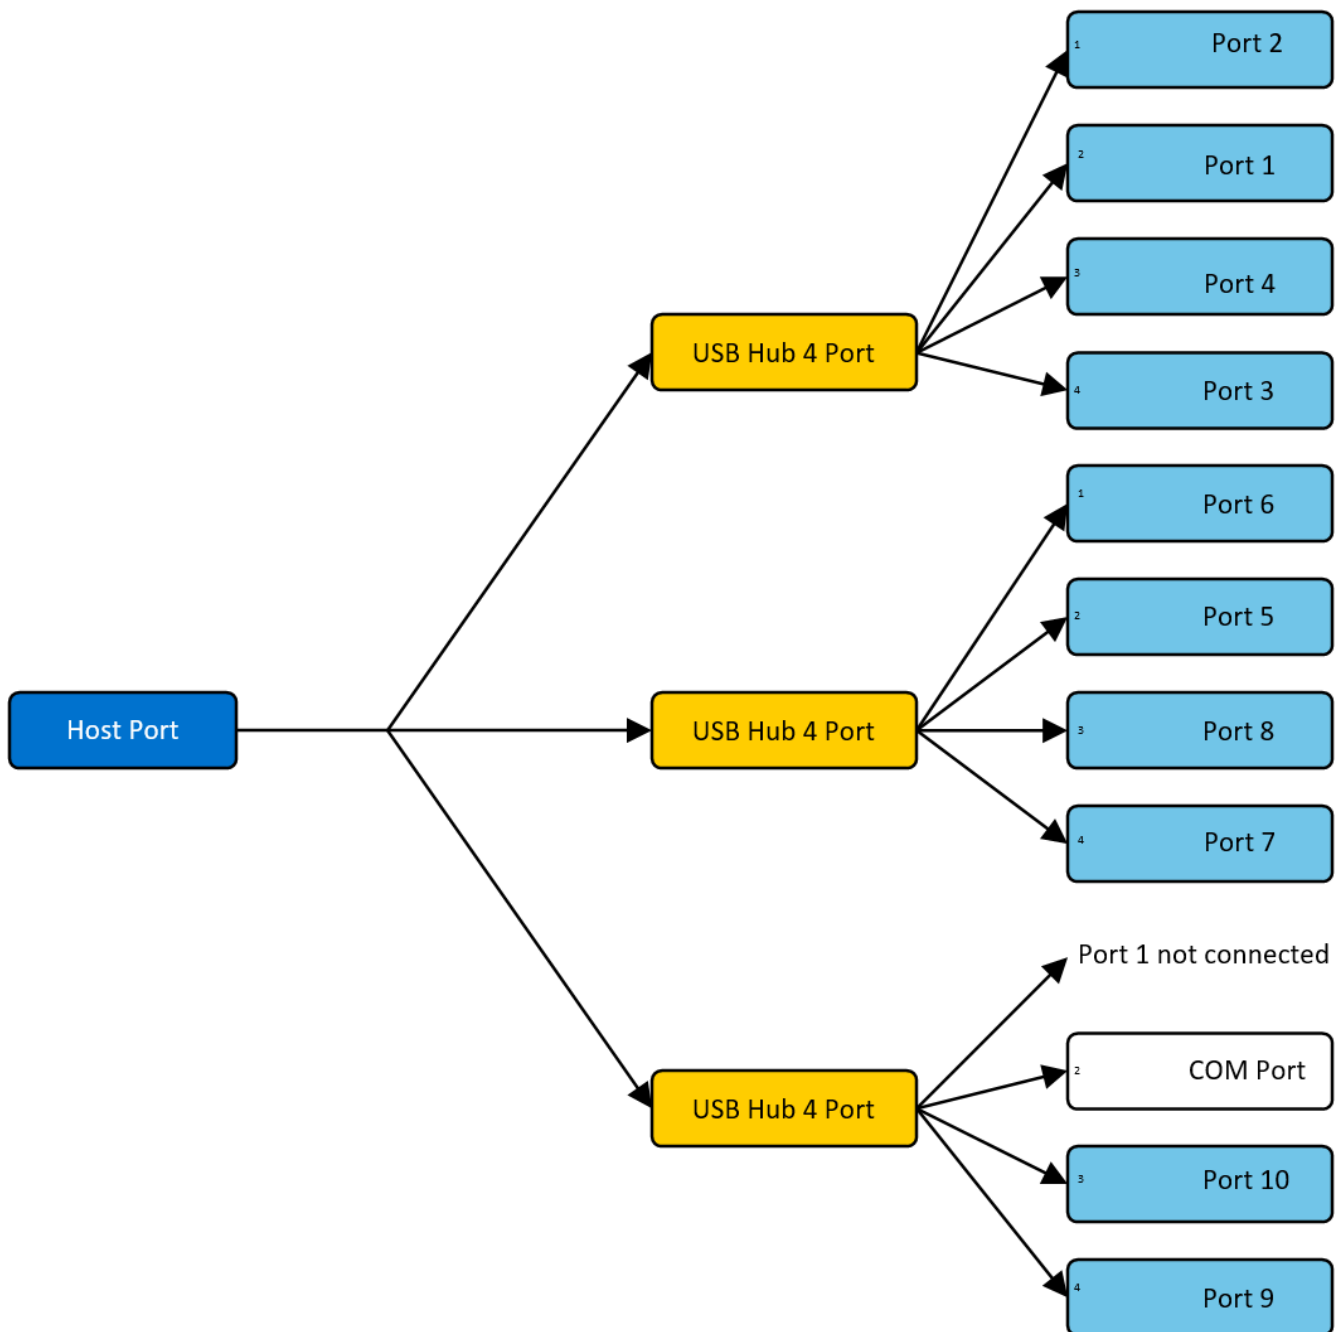 1 Port 2
2 Port 1
3 Port 4
USB Hub 4 Port
4 Port 3
1 Port 6
2 Port 5
Host Port
USB Hub 4 Port
3 Port 8
4 Port 7
Port 1 not connected
2 COM Port
USB Hub 4 Port
3 Port 10
4 Port 9